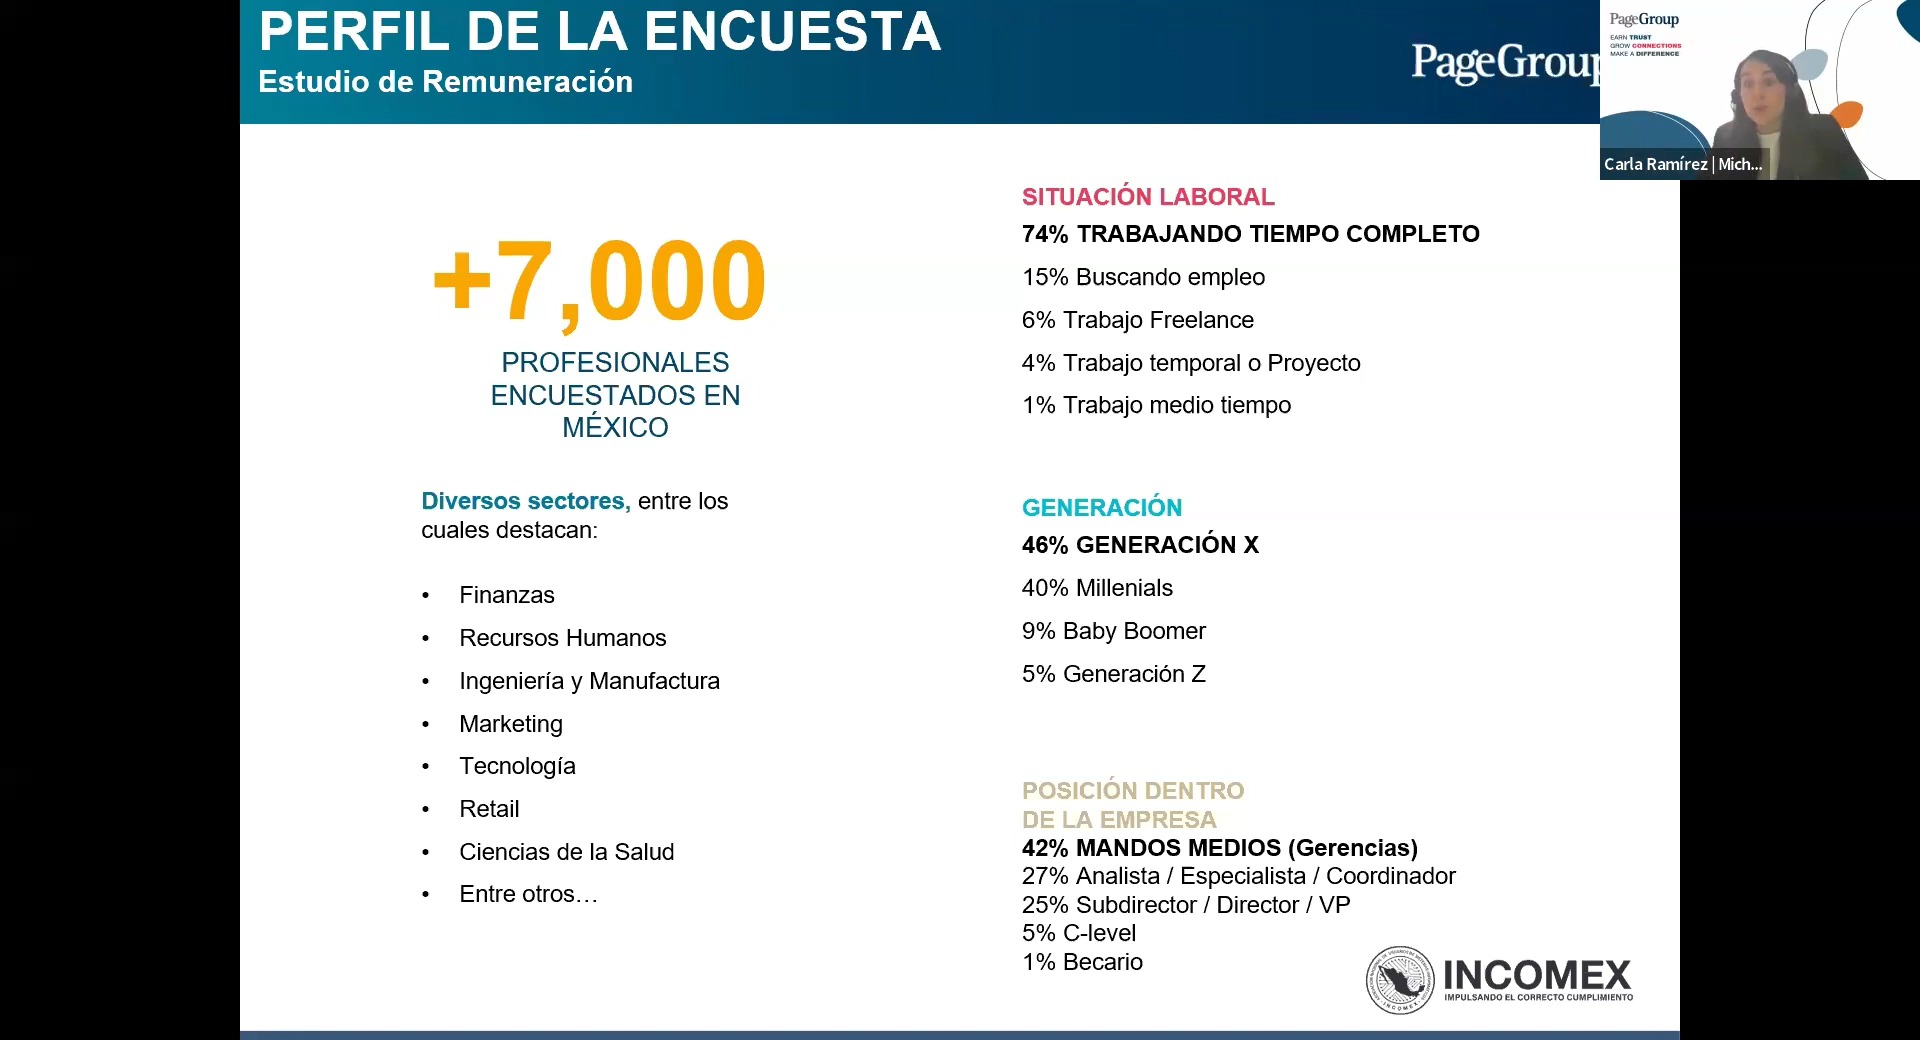 PERFIL DE LA ENCUESTA
Estudio de Remuneración
PageGroup
PageGroup
EARN TRUST
GROW CONNECTIONS
MAKE A DIFFERENCE
Carla Ramírez | Mich...
+7,000
PROFESIONALES
ENCUESTADOS EN
MÉXICO
Diversos sectores, entre los
cuales destacan:
• Finanzas
• Recursos Humanos
• Ingeniería y Manufactura
• Marketing
• Tecnología
• Retail
• Ciencias de la Salud
• Entre otros…
SITUACIÓN LABORAL
74% TRABAJANDO TIEMPO COMPLETO
15% Buscando empleo
6% Trabajo Freelance
4% Trabajo temporal o Proyecto
1% Trabajo medio tiempo
GENERACIÓN
46% GENERACIÓN X
40% Millenials
9% Baby Boomer
5% Generación Z
POSICIÓN DENTRO
DE LA EMPRESA
42% MANDOS MEDIOS (Gerencias)
27% Analista / Especialista / Coordinador
25% Subdirector / Director / VP
5% C-level
1% Becario
INCOMEX
IMPULSANDO EL CORRECTO CUMPLIMIENTO